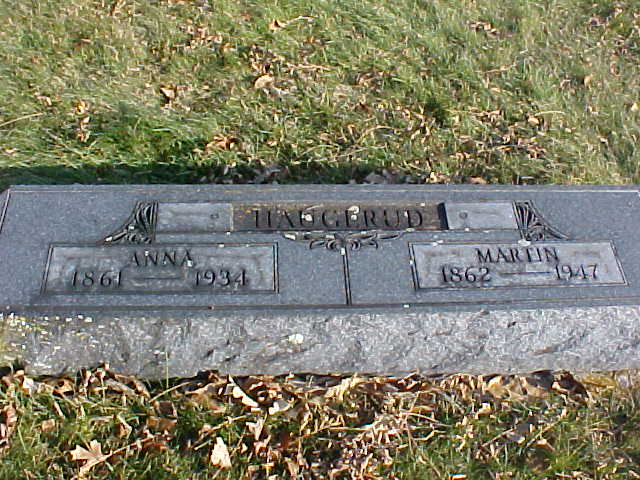 HAUGERUD
ANNA
1861 — 1934
MARTIN
1862 — 1947